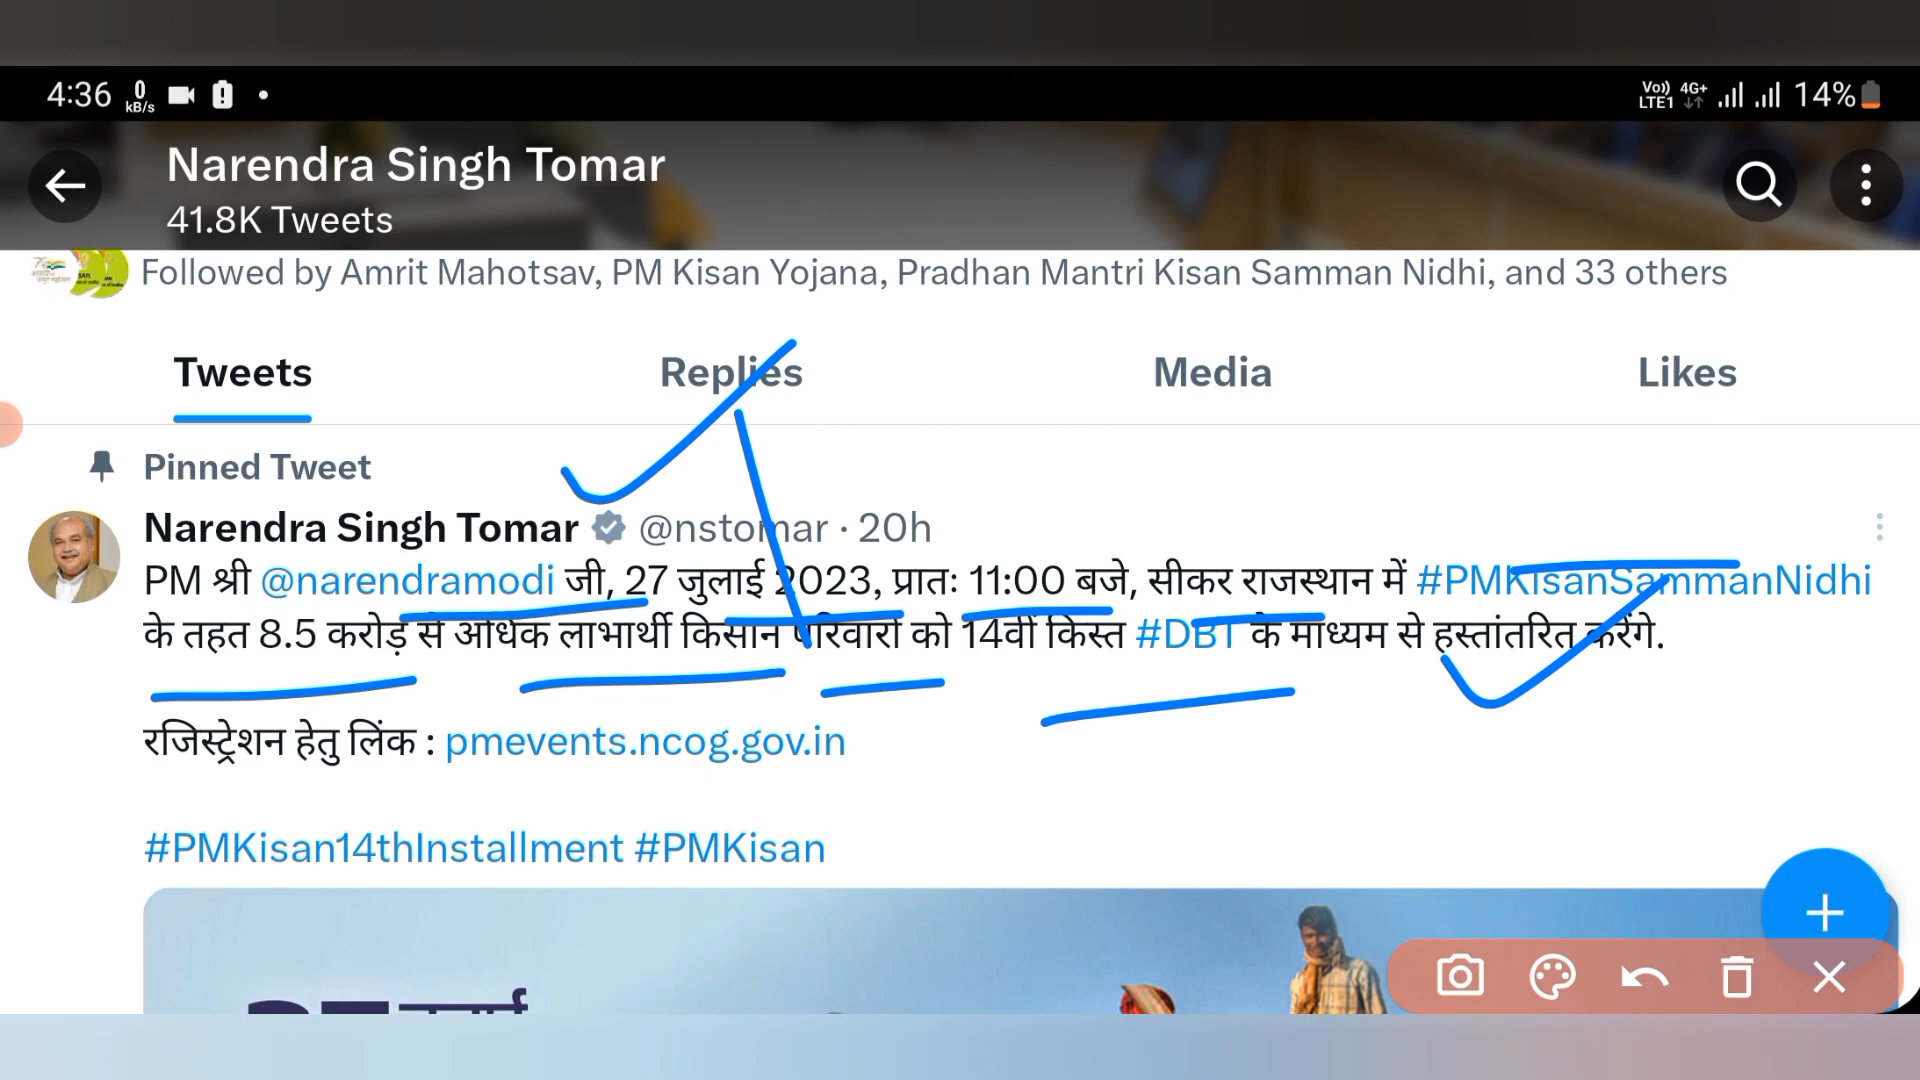 4:36 0 kB/s Vo)) LTE1 4G+ 14%
Narendra Singh Tomar
41.8K Tweets
Followed by Amrit Mahotsav, PM Kisan Yojana, Pradhan Mantri Kisan Samman Nidhi, and 33 others
Tweets Replies Media Likes
Pinned Tweet
Narendra Singh Tomar @nstomar · 20h
PM श्री @narendramodi जी, 27 जुलाई 2023, प्रातः 11:00 बजे, सीकर राजस्थान में #PMKisanSammanNidhi
के तहत 8.5 करोड़ से अधिक लाभार्थी किसान परिवारों को 14वीं किस्त #DBT के माध्यम से हस्तांतरित करेंगे.
रजिस्ट्रेशन हेतु लिंक : pmevents.ncog.gov.in
#PMKisan14thInstallment #PMKisan